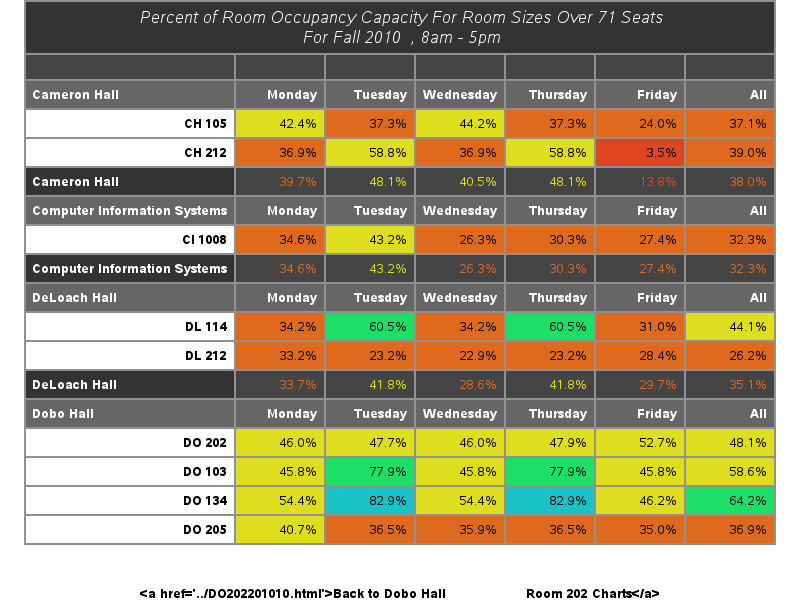 Percent of Room Occupancy Capacity For Room Sizes Over 71 Seats
For Fall 2010 , 8am - 5pm
Cameron Hall Monday Tuesday Wednesday Thursday Friday All
CH 105 42.4% 37.3% 44.2% 37.3% 24.0% 37.1%
CH 212 36.9% 58.8% 36.9% 58.8% 3.5% 39.0%
Cameron Hall 39.7% 48.1% 40.5% 48.1% 13.8% 38.0%
Computer Information Systems Monday Tuesday Wednesday Thursday Friday All
CI 1008 34.6% 43.2% 26.3% 30.3% 27.4% 32.3%
Computer Information Systems 34.6% 43.2% 26.3% 30.3% 27.4% 32.3%
DeLoach Hall Monday Tuesday Wednesday Thursday Friday All
DL 114 34.2% 60.5% 34.2% 60.5% 31.0% 44.1%
DL 212 33.2% 23.2% 22.9% 23.2% 28.4% 26.2%
DeLoach Hall 33.7% 41.8% 28.6% 41.8% 29.7% 35.1%
Dobo Hall Monday Tuesday Wednesday Thursday Friday All
DO 202 46.0% 47.7% 46.0% 47.9% 52.7% 48.1%
DO 103 45.8% 77.9% 45.8% 77.9% 45.8% 58.6%
DO 134 54.4% 82.9% 54.4% 82.9% 46.2% 64.2%
DO 205 40.7% 36.5% 35.9% 36.5% 35.0% 36.9%
<a href='../DO202201010.html'>Back to Dobo Hall Room 202 Charts</a>